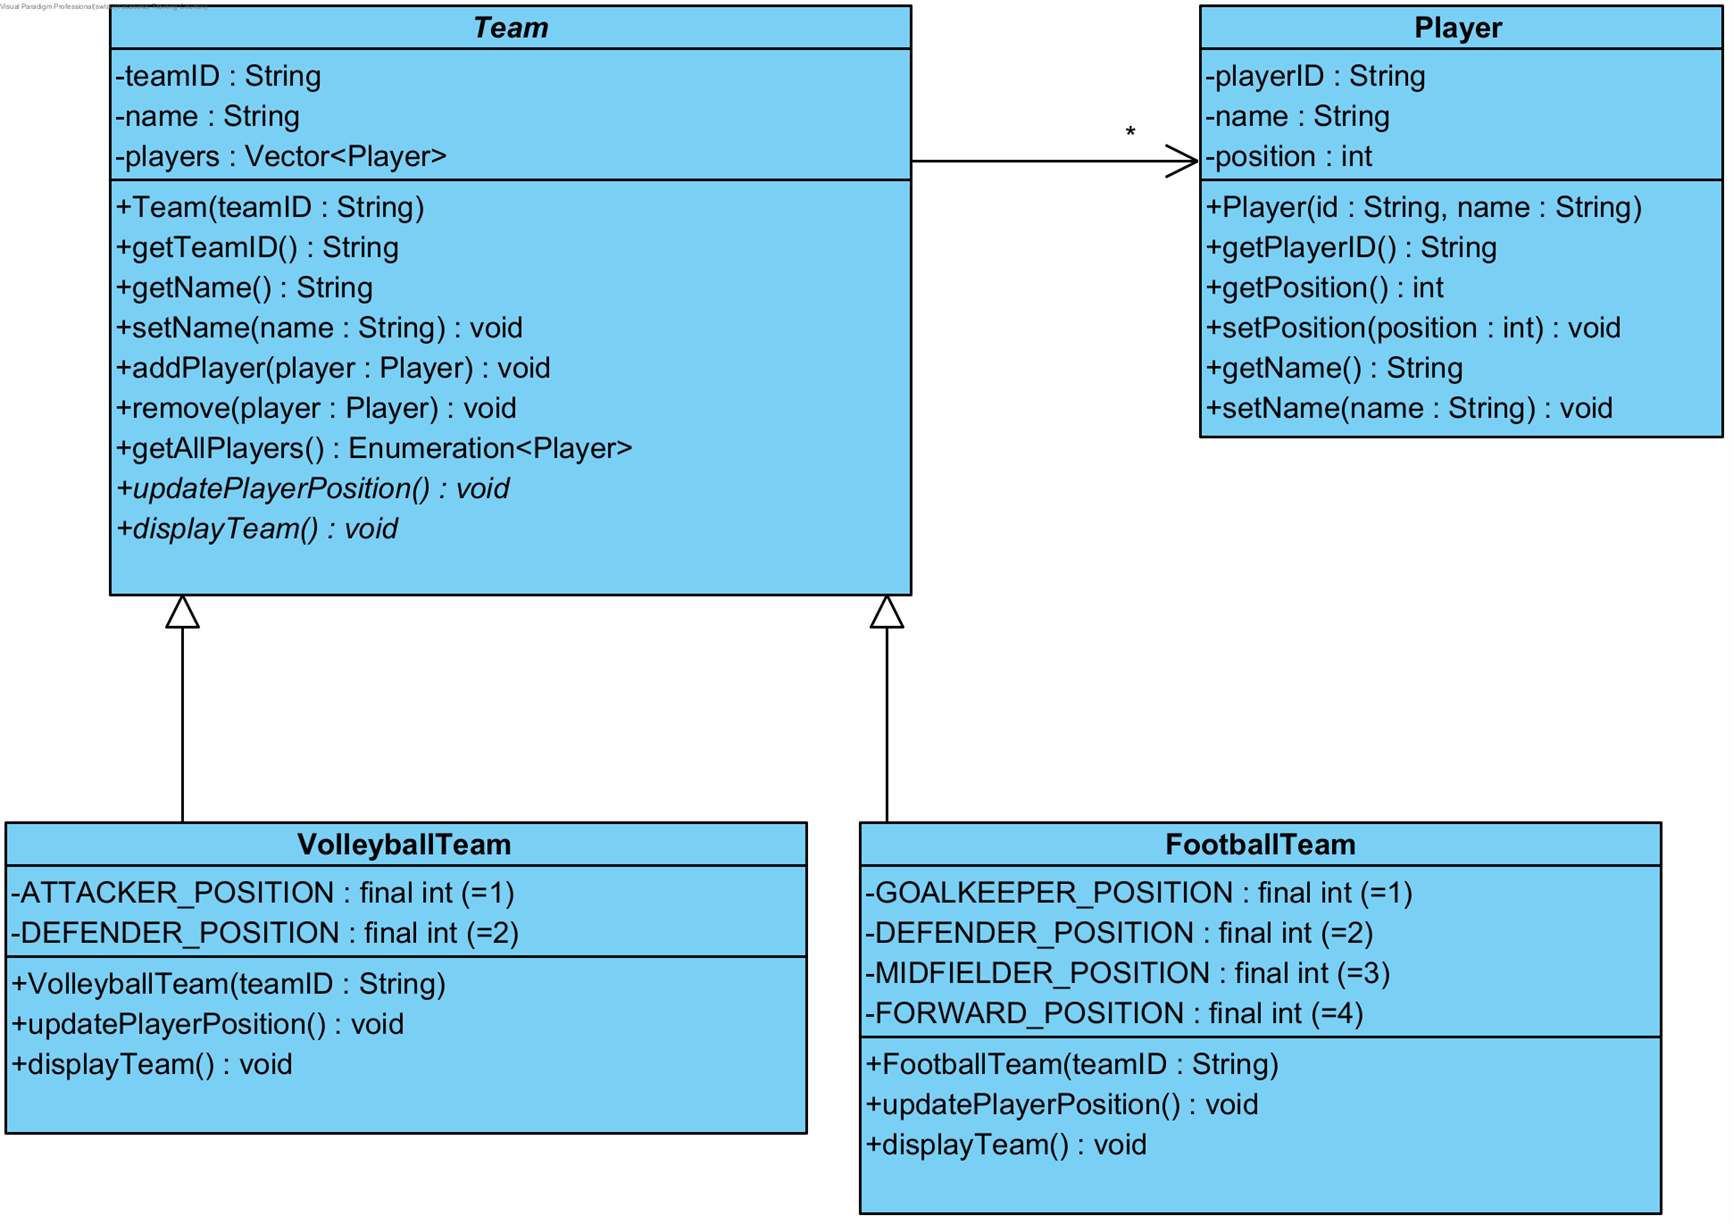 Visual Paradigm Professional
Team
-teamID : String
-name : String
-players : Vector<Player>
+Team(teamID : String)
+getTeamID() : String
+getName() : String
+setName(name : String) : void
+addPlayer(player : Player) : void
+remove(player : Player) : void
+getAllPlayers() : Enumeration<Player>
+updatePlayerPosition() : void
+displayTeam() : void
*
Player
-playerID : String
-name : String
-position : int
+Player(id : String, name : String)
+getPlayerID() : String
+getPosition() : int
+setPosition(position : int) : void
+getName() : String
+setName(name : String) : void
VolleyballTeam
-ATTACKER_POSITION : final int (=1)
-DEFENDER_POSITION : final int (=2)
+VolleyballTeam(teamID : String)
+updatePlayerPosition() : void
+displayTeam() : void
FootballTeam
-GOALKEEPER_POSITION : final int (=1)
-DEFENDER_POSITION : final int (=2)
-MIDFIELDER_POSITION : final int (=3)
-FORWARD_POSITION : final int (=4)
+FootballTeam(teamID : String)
+updatePlayerPosition() : void
+displayTeam() : void